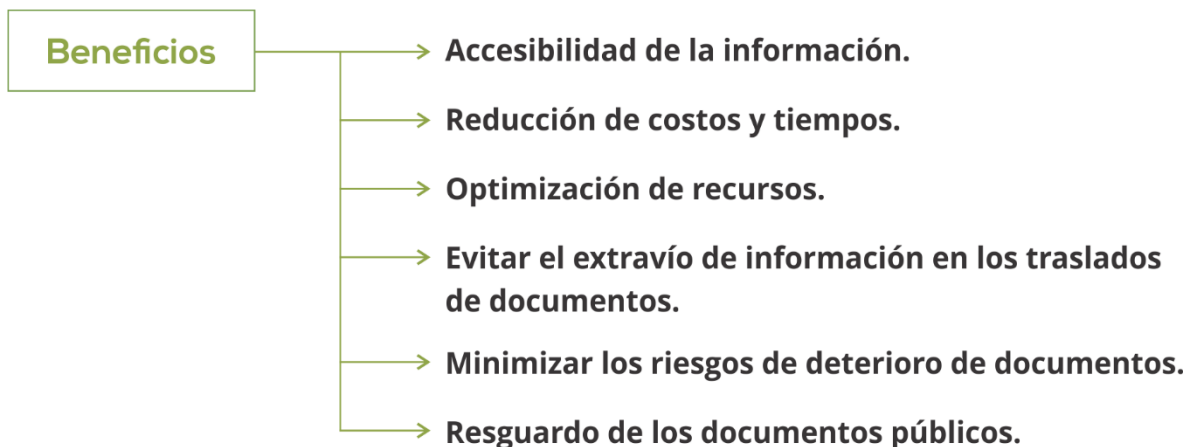 Beneficios
Accesibilidad de la información.
Reducción de costos y tiempos.
Optimización de recursos.
Evitar el extravío de información en los traslados
de documentos.
Minimizar los riesgos de deterioro de documentos.
Resguardo de los documentos públicos.